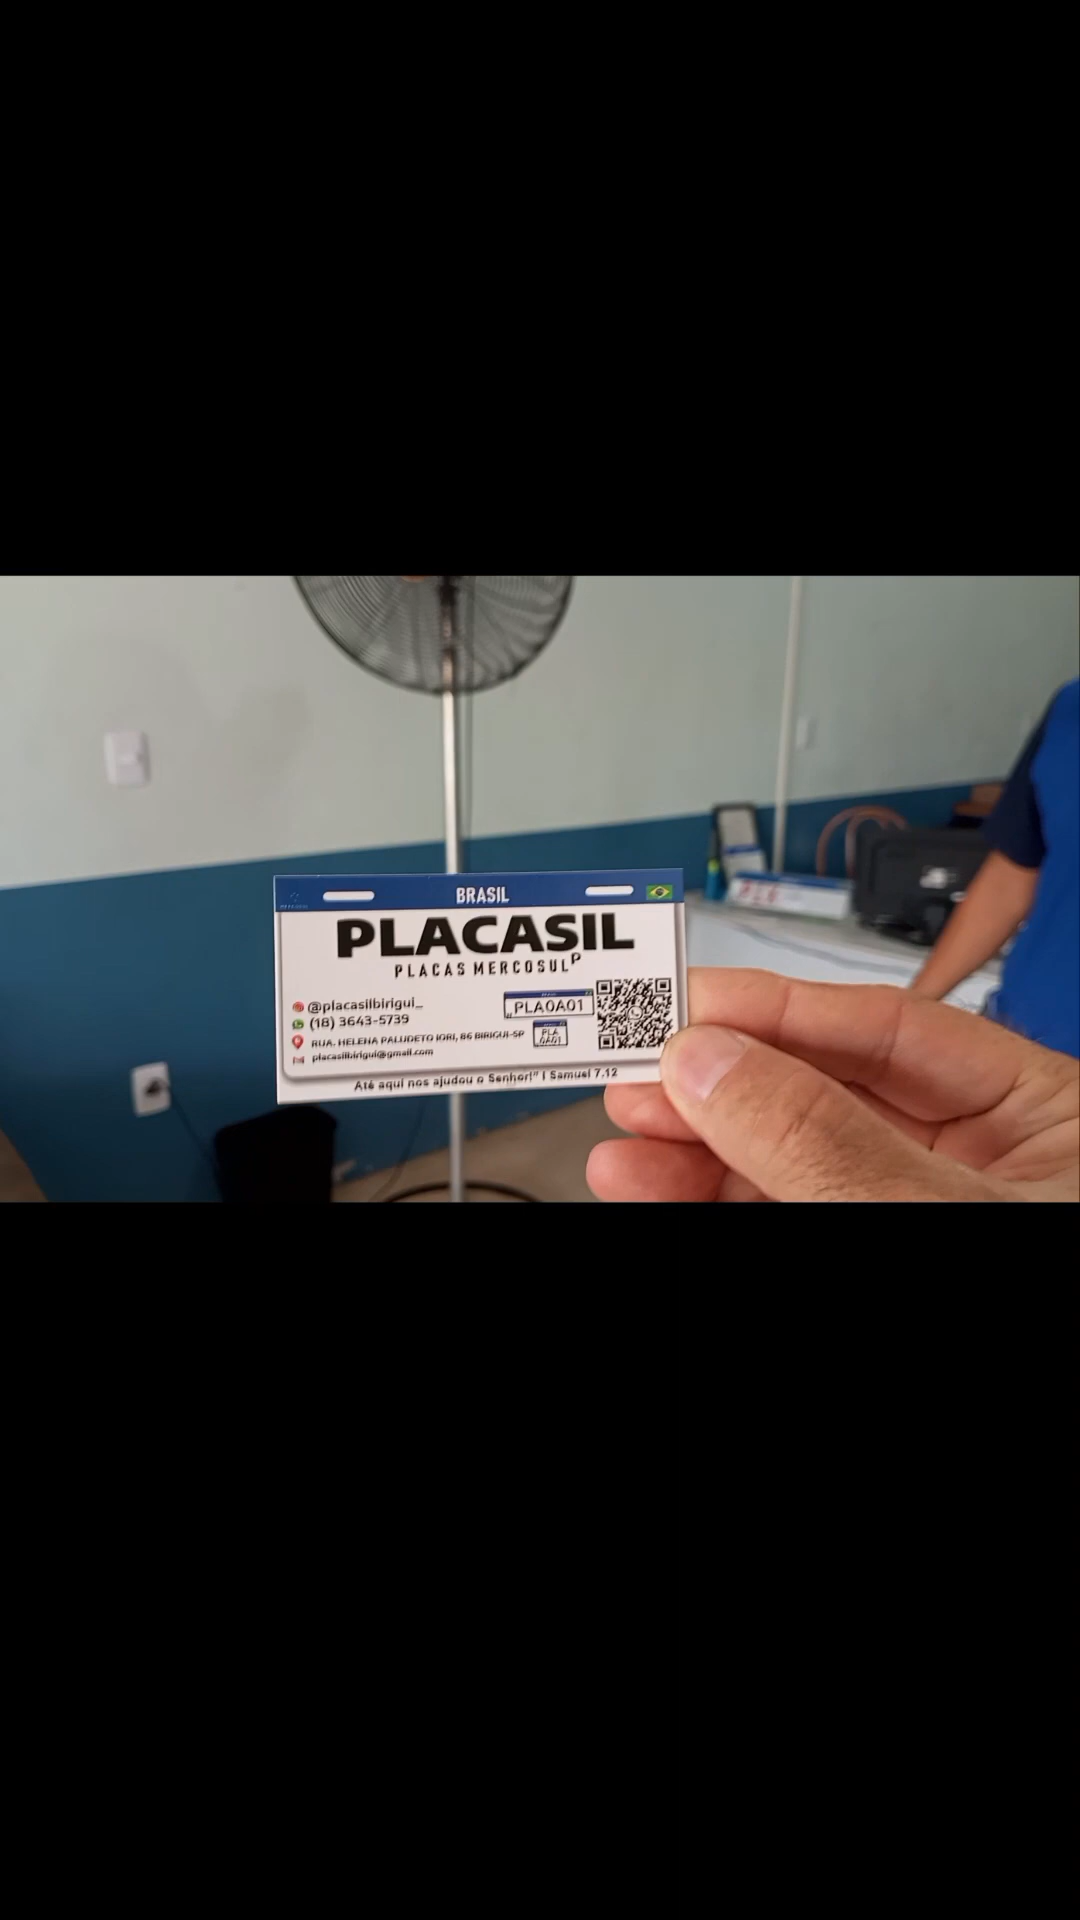 BRASIL
PLACASIL
PLACAS MERCOSUL P
@placasilbirigui_
(18) 3643-5739
RUA. HELENA PALUDETO IORI, 86 BIRIGUI-SP
placasilbirigui@gmail.com
PLA0A01
PLA
0A01
Até aqui nos ajudou o Senhor!" I Samuel 7.12